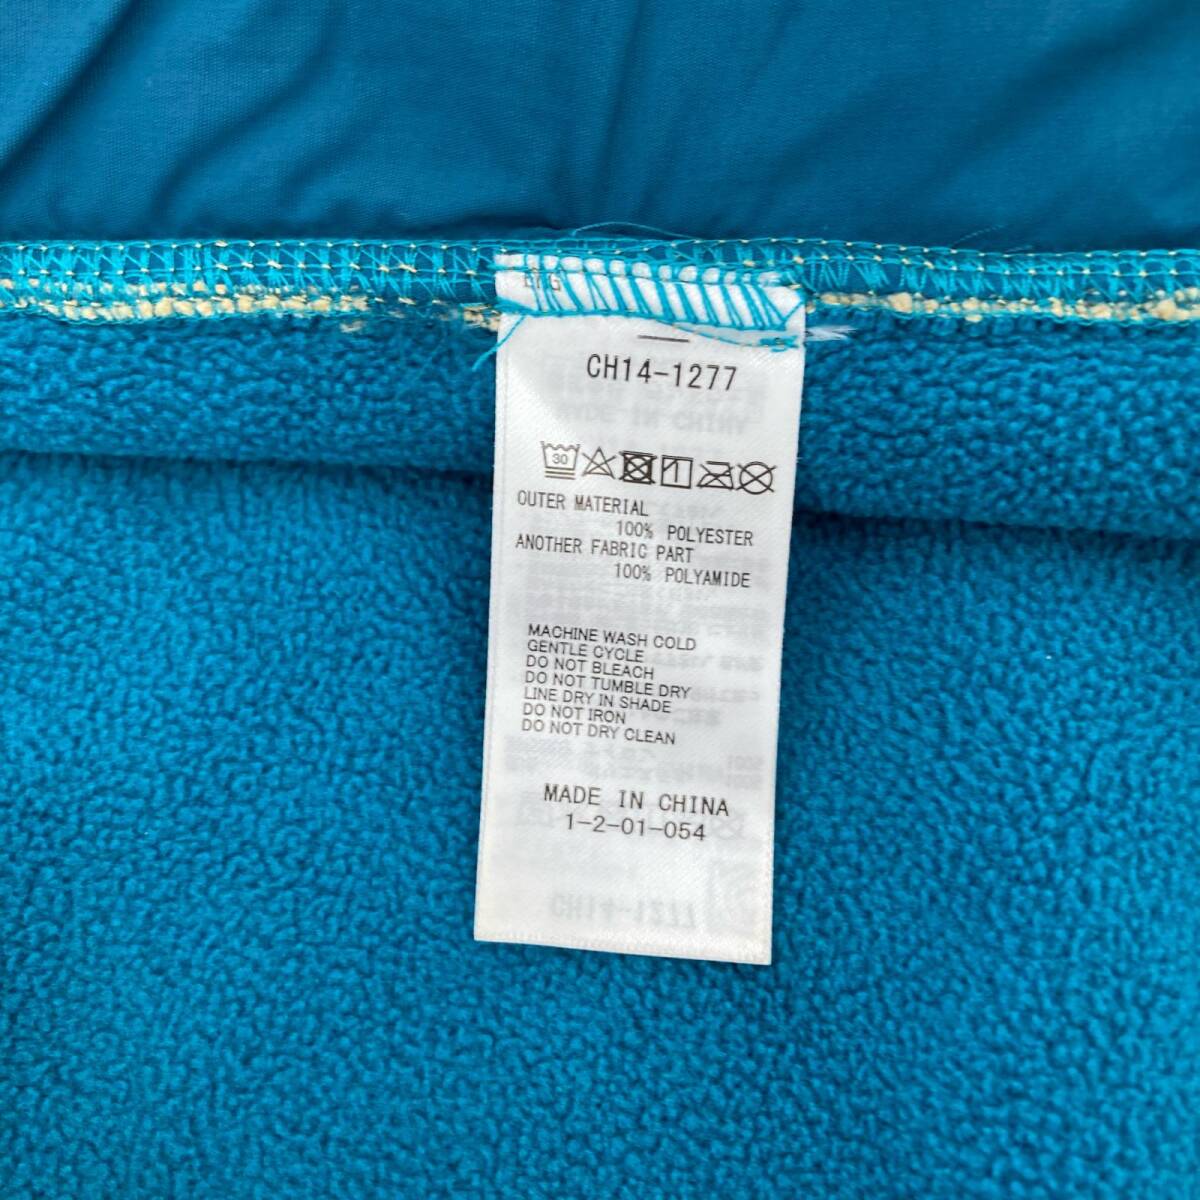 CH14-1277
30
OUTER MATERIAL
100% POLYESTER
ANOTHER FABRIC PART
100% POLYAMIDE
MACHINE WASH COLD
GENTLE CYCLE
DO NOT BLEACH
DO NOT TUMBLE DRY
LINE DRY IN SHADE
DO NOT IRON
DO NOT DRY CLEAN
MADE IN CHINA
1-2-01-054